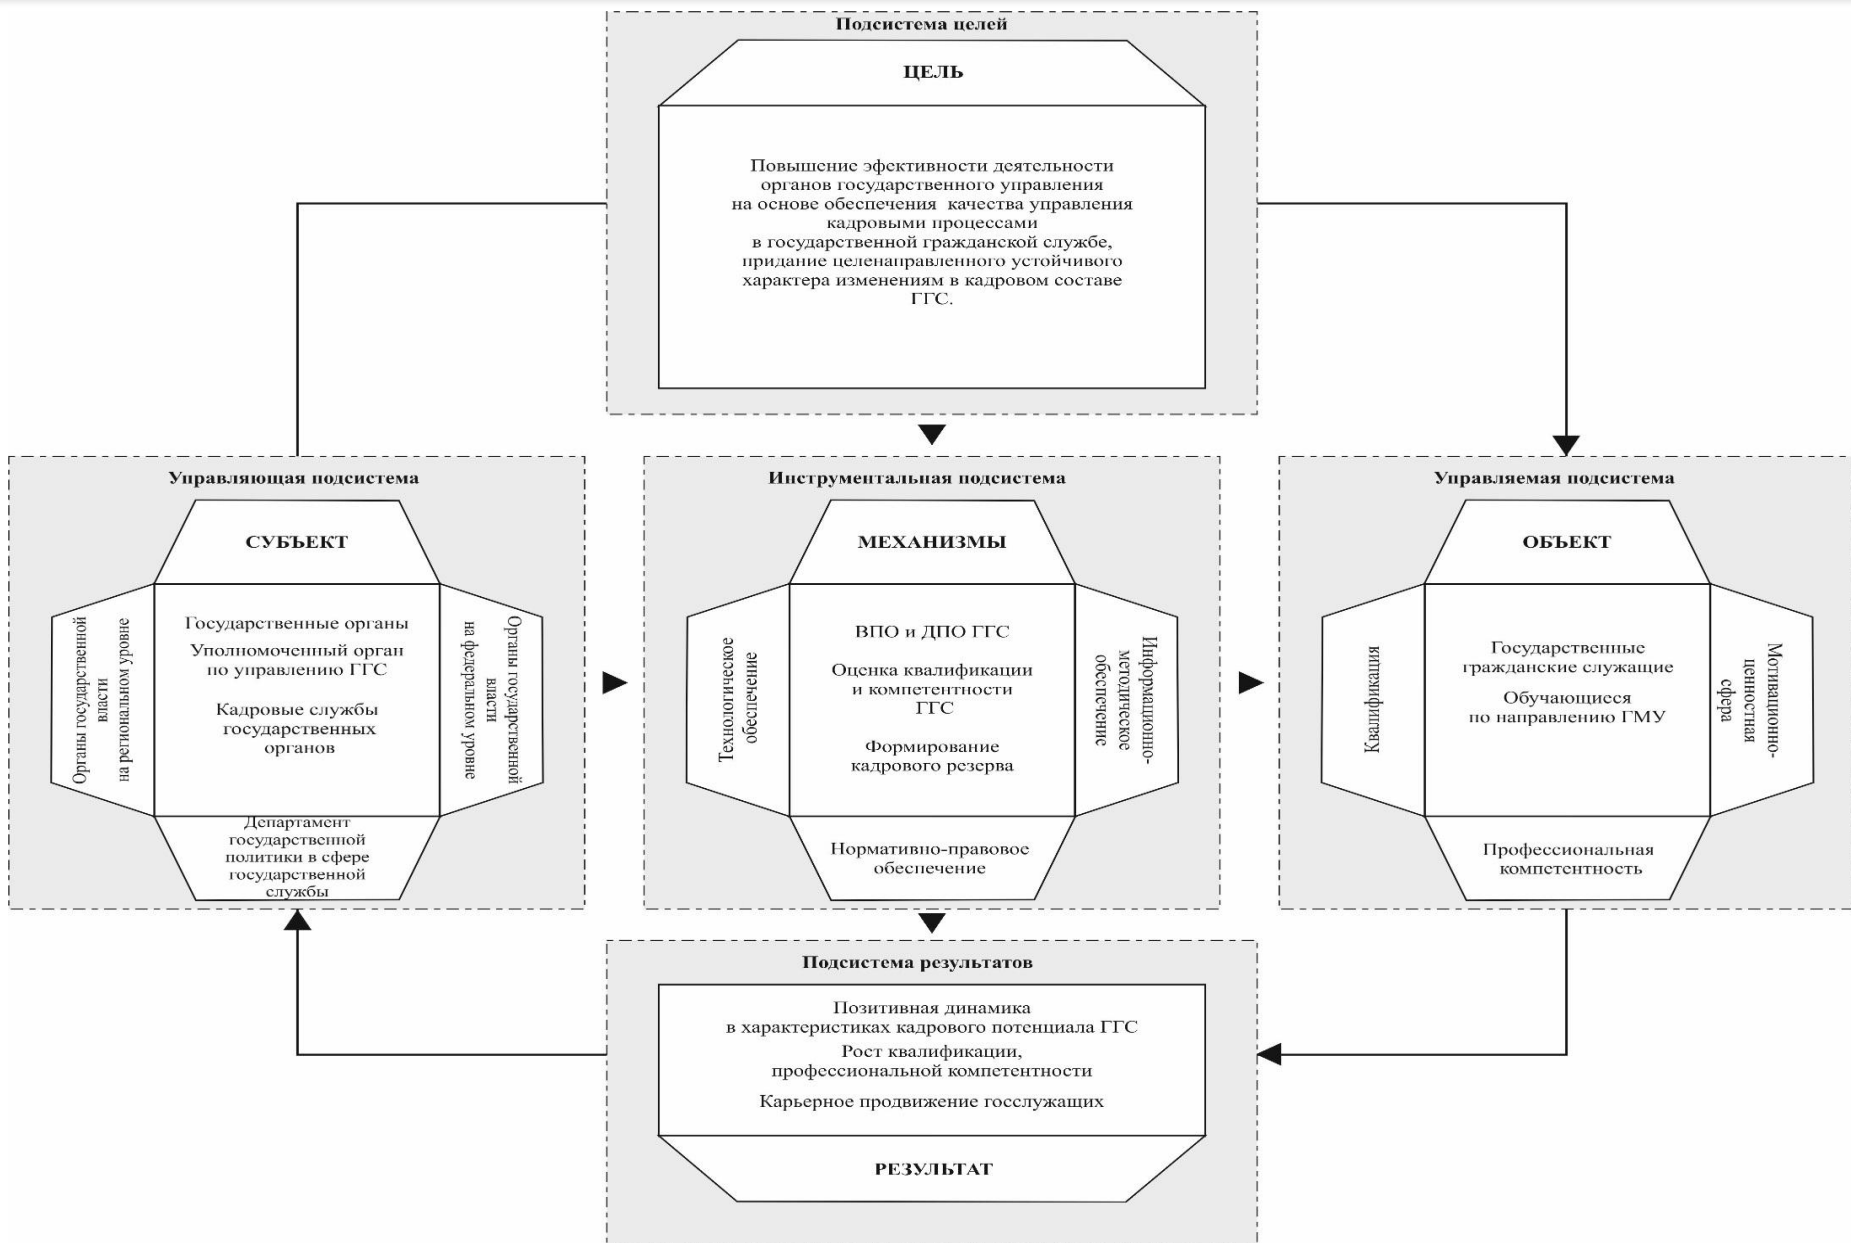 Подсистема целей
ЦЕЛЬ
Повышение эфективности деятельности
органов государственного управления
на основе обеспечения качества управления
кадровыми процессами
в государственной гражданской службе,
придание целенаправленного устойчивого
характера изменениям в кадровом составе
ГГС.
Управляющая подсистема
СУБЪЕКТ
Органы государственной
власти
на региональном уровне
Государственные органы
Уполномоченный орган
по управлению ГГС
Кадровые службы
государственных
органов
Органы государственной
власти
на федеральном уровне
Департамент
государственной
политики в сфере
государственной
службы
Инструментальная подсистема
МЕХАНИЗМЫ
Технологическое
обеспечение
ВПО и ДПО ГГС
Оценка квалификации
и компетентности
ГГС
Формирование
кадрового резерва
Информационно-
методическое
обеспечение
Нормативно-правовое
обеспечение
Управляемая подсистема
ОБЪЕКТ
Квалификация
Государственные
гражданские служащие
Обучающиеся
по направлению ГМУ
Мотивационно-
ценностная
сфера
Профессиональная
компетентность
Подсистема результатов
Позитивная динамика
в характеристиках кадрового потенциала ГГС
Рост квалификации,
профессиональной компетентности
Карьерное продвижение госслужащих
РЕЗУЛЬТАТ